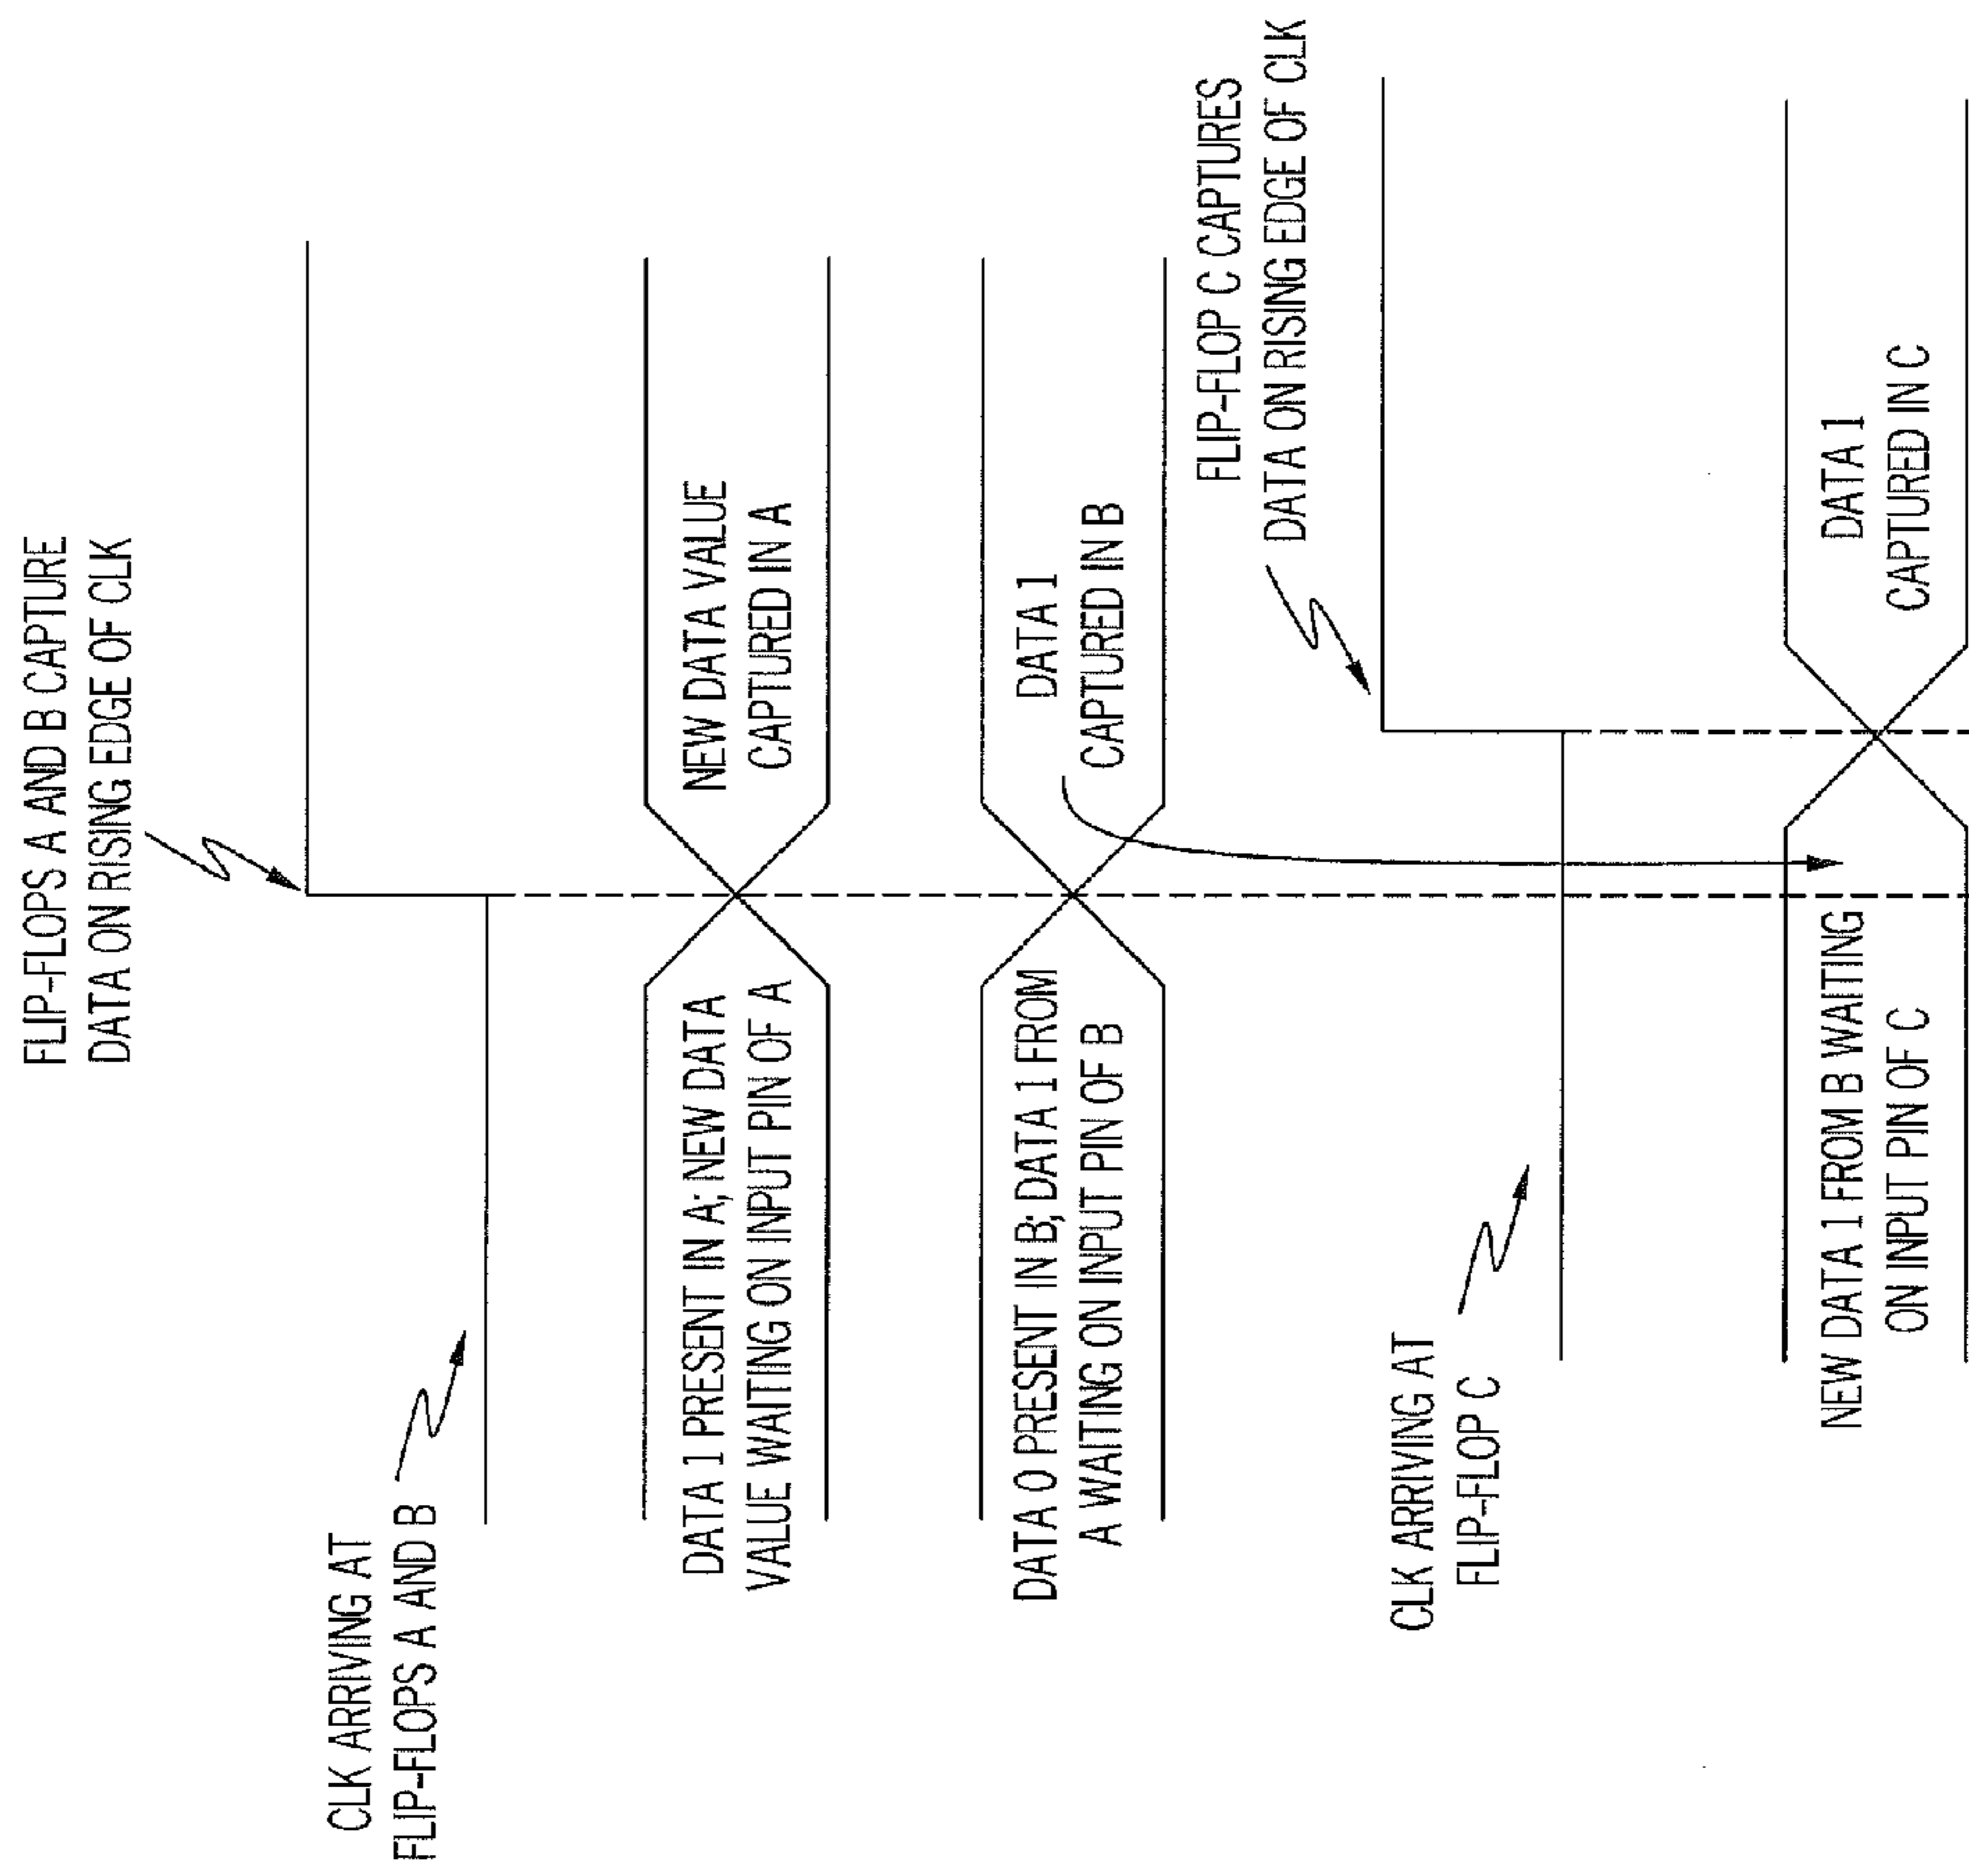 FLIP-FLOPS A AND B CAPTURE
DATA ON RISING EDGE OF CLK
CLK ARRIVING AT
FLIP-FLOPS A AND B
DATA 1 PRESENT IN A; NEW DATA
VALUE WAITING ON INPUT PIN OF A
NEW DATA VALUE
CAPTURED IN A
DATA 0 PRESENT IN B; DATA 1 FROM
A WAITING ON INPUT PIN OF B
DATA 1
CAPTURED IN B
FLIP-FLOP C CAPTURES
DATA ON RISING EDGE OF CLK
CLK ARRIVING AT
FLIP-FLOP C
NEW DATA 1 FROM B WAITING
ON INPUT PIN OF C
DATA 1
CAPTURED IN C